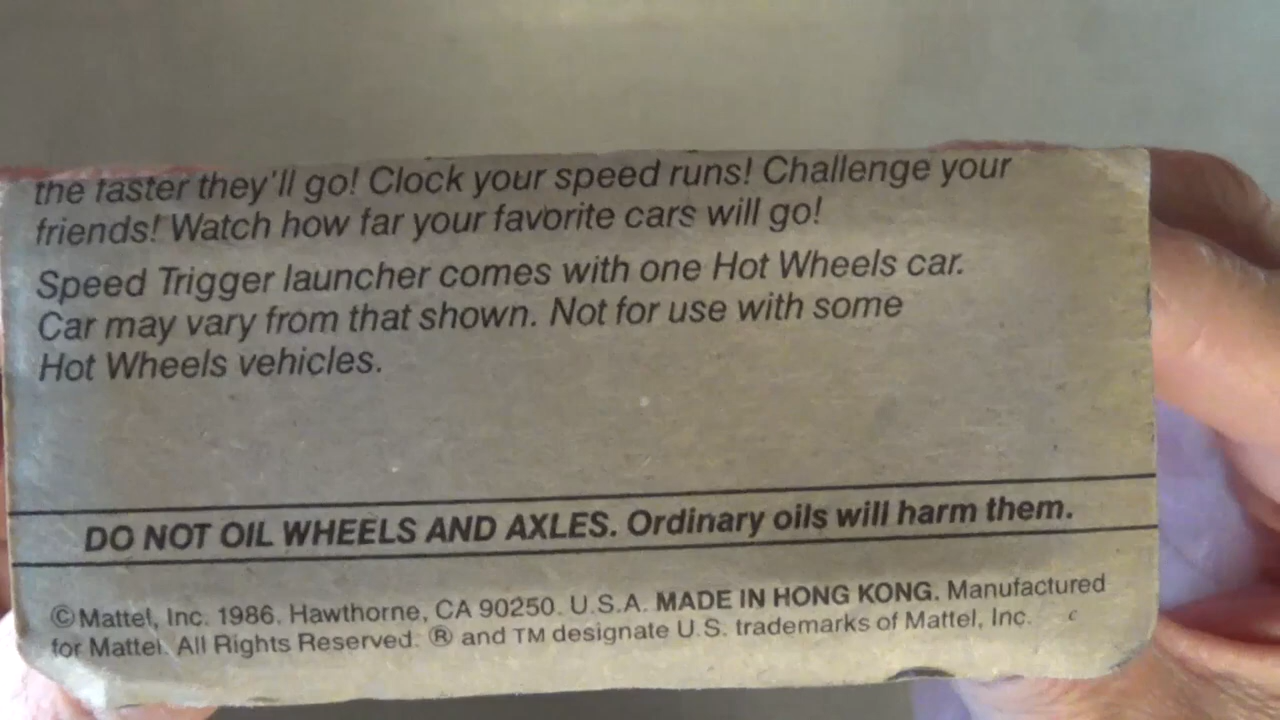 the faster they'll go! Clock your speed runs! Challenge your
friends! Watch how far your favorite cars will go!
Speed Trigger launcher comes with one Hot Wheels car.
Car may vary from that shown. Not for use with some
Hot Wheels vehicles.
DO NOT OIL WHEELS AND AXLES. Ordinary oils will harm them.
©Mattel, Inc. 1986. Hawthorne, CA 90250. U.S.A. MADE IN HONG KONG. Manufactured
for Mattel. All Rights Reserved. ® and TM designate U.S. trademarks of Mattel, Inc.